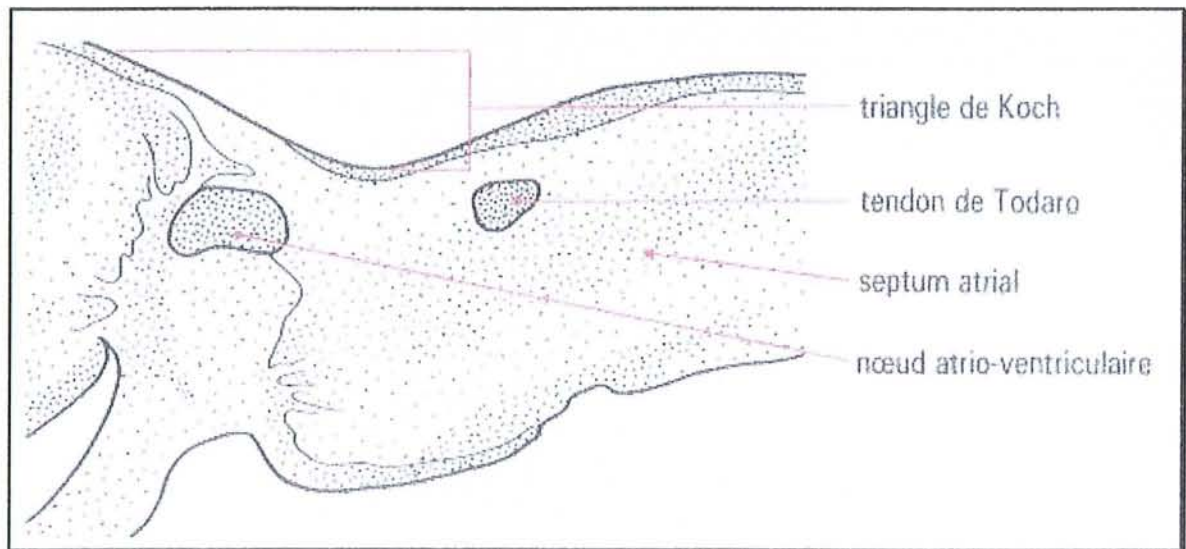 triangle de Koch
tendon de Todaro
septum atrial
nœud atrio-ventriculaire